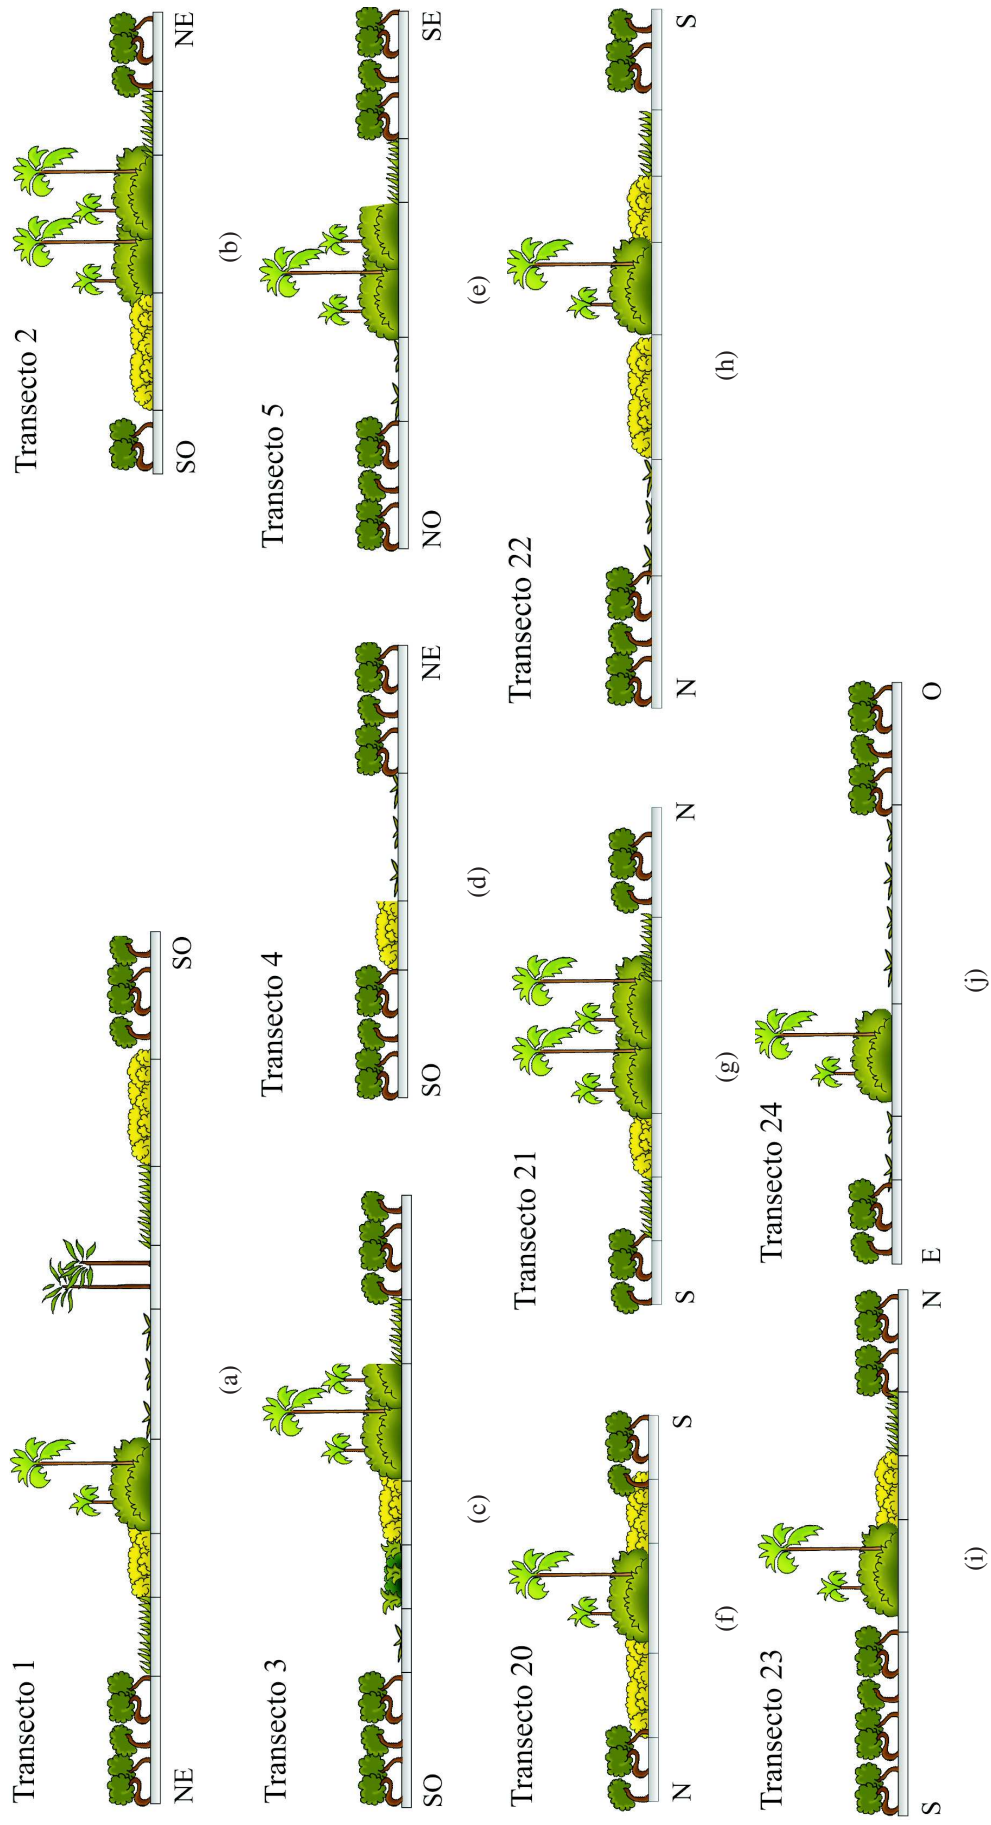 Transecto 1
NE SO
(a)
Transecto 2
SO NE
(b)
Transecto 3
SO
(c)
Transecto 4
SO NE
(d)
Transecto 5
NO SE
(e)
Transecto 20
N S
(f)
Transecto 21
S N
(g)
Transecto 22
N S
(h)
Transecto 23
S N
(i)
Transecto 24
E O
(j)